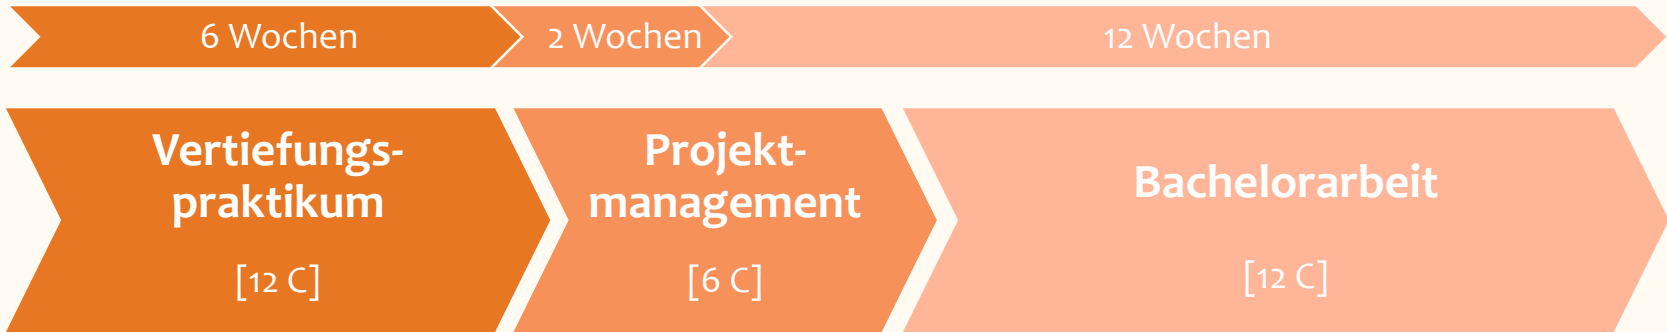 6 Wochen
2 Wochen
12 Wochen
Vertiefungs-
praktikum
[12 C]
Projekt-
management
[6 C]
Bachelorarbeit
[12 C]